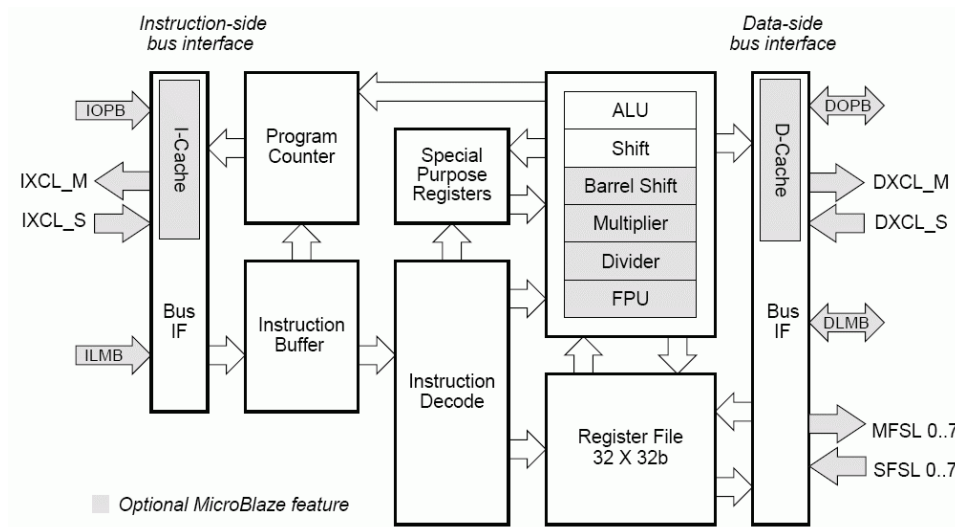 Instruction-side
bus interface
Data-side
bus interface
IOPB
I-Cache
IXCL_M
IXCL_S
Bus
IF
ILMB
Program
Counter
Special
Purpose
Registers
Instruction
Buffer
Instruction
Decode
ALU
Shift
Barrel Shift
Multiplier
Divider
FPU
Register File
32 X 32b
D-Cache
Bus
IF
DOPB
DXCL_M
DXCL_S
DLMB
MFSL 0..7
SFSL 0..7
Optional MicroBlaze feature